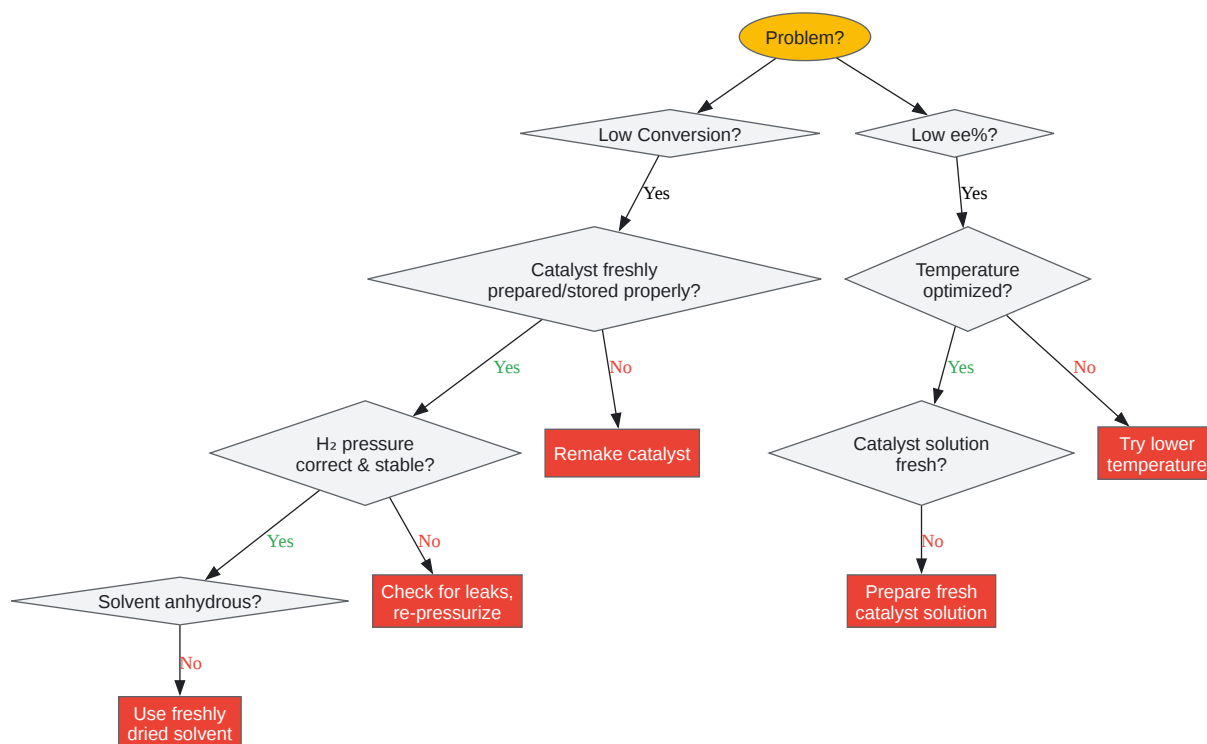 Problem?
Low Conversion?
Low ee%?
Yes
Yes
Catalyst freshly
prepared/stored properly?
Temperature
optimized?
Yes
No
Yes
No
H₂ pressure
correct & stable?
Remake catalyst
Catalyst solution
fresh?
Try lower
temperature
Yes
No
No
Solvent anhydrous?
Check for leaks,
re-pressurize
Prepare fresh
catalyst solution
No
Use freshly
dried solvent